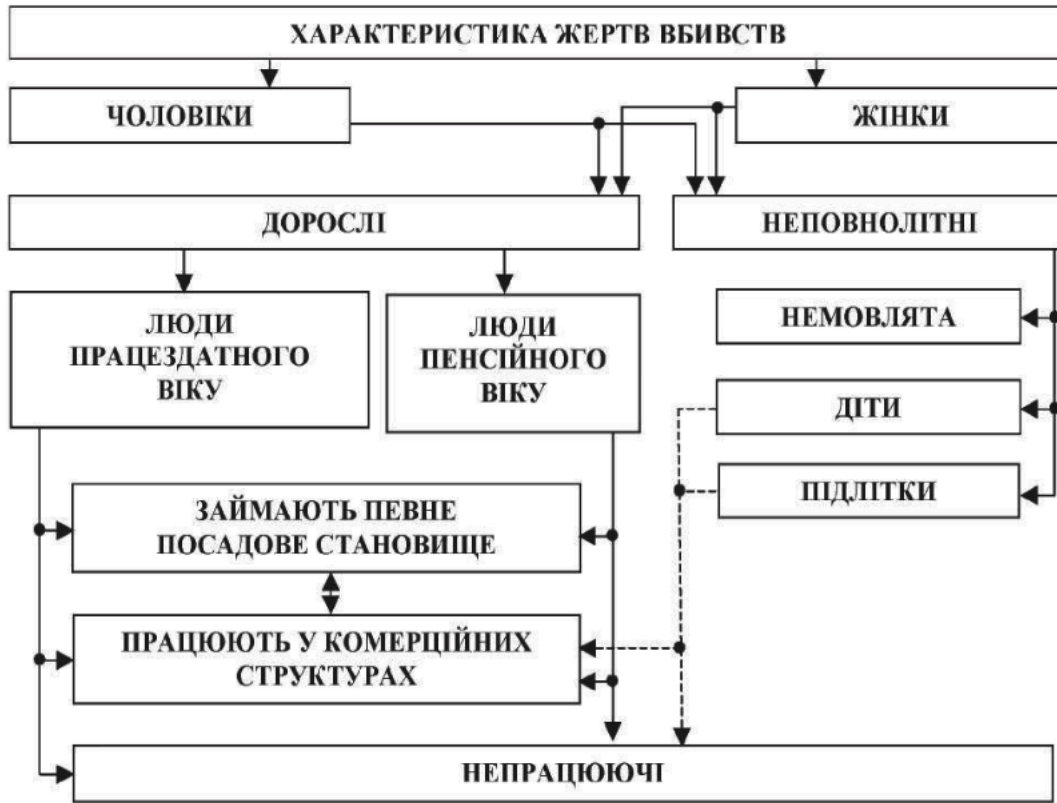 ХАРАКТЕРИСТИКА ЖЕРТВ ВБИВСТВ
ЧОЛОВІКИ
ЖІНКИ
ДОРОСЛІ
НЕПОВНОЛІТНІ
ЛЮДИ
ПРАЦЕЗДАТНОГО
ВІКУ
ЛЮДИ
ПЕНСІЙНОГО
ВІКУ
НЕМОВЛЯТА
ДІТИ
ПІДЛІТКИ
ЗАЙМАЮТЬ ПЕВНЕ
ПОСАДОВЕ СТАНОВИЩЕ
ПРАЦЮЮТЬ У КОМЕРЦІЙНИХ
СТРУКТУРАХ
НЕПРАЦЮЮЧІ